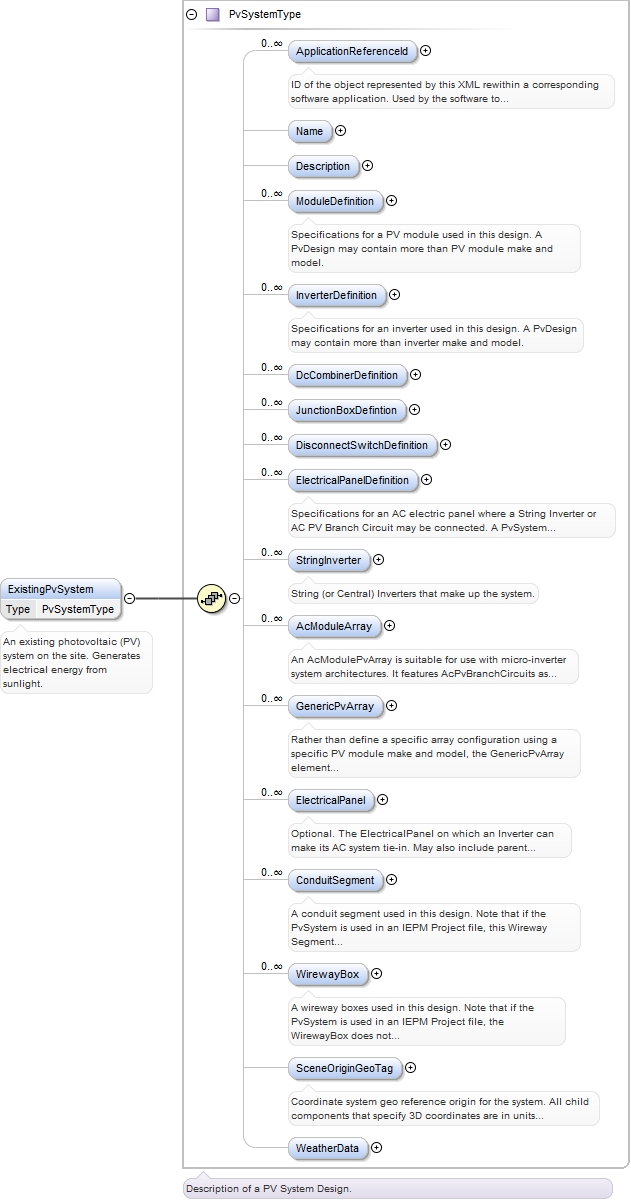 PvSystemType
0..∞
ApplicationReferenceId
ID of the object represented by this XML rewithin a corresponding
software application. Used by the software to...
Name
Description
0..∞
ModuleDefinition
Specifications for a PV module used in this design. A
PvDesign may contain more than PV module make and
model.
0..∞
InverterDefinition
Specifications for an inverter used in this design. A PvDesign
may contain more than inverter make and model.
0..∞
DcCombinerDefinition
0..∞
JunctionBoxDefintion
0..∞
DisconnectSwitchDefinition
0..∞
ElectricalPanelDefinition
Specifications for an AC electric panel where a String Inverter or
AC PV Branch Circuit may be connected. A PvSystem...
0..∞
StringInverter
String (or Central) Inverters that make up the system.
ExistingPvSystem
Type PvSystemType
An existing photovoltaic (PV)
system on the site. Generates
electrical energy from
sunlight.
0..∞
AcModuleArray
An AcModulePvArray is suitable for use with micro-inverter
system architectures. It features AcPvBranchCircuits as...
0..∞
GenericPvArray
Rather than define a specific array configuration using a
specific PV module make and model, the GenericPvArray
element...
0..∞
ElectricalPanel
Optional. The ElectricalPanel on which an Inverter can
make its AC system tie-in. May also include parent...
0..∞
ConduitSegment
A conduit segment used in this design. Note that if the
PvSystem is used in an IEPM Project file, this Wireway
Segment...
0..∞
WirewayBox
A wireway boxes used in this design. Note that if the
PvSystem is used in an IEPM Project file, the
WirewayBox does not...
SceneOriginGeoTag
Coordinate system geo reference origin for the system. All child
components that specify 3D coordinates are in units...
WeatherData
Description of a PV System Design.